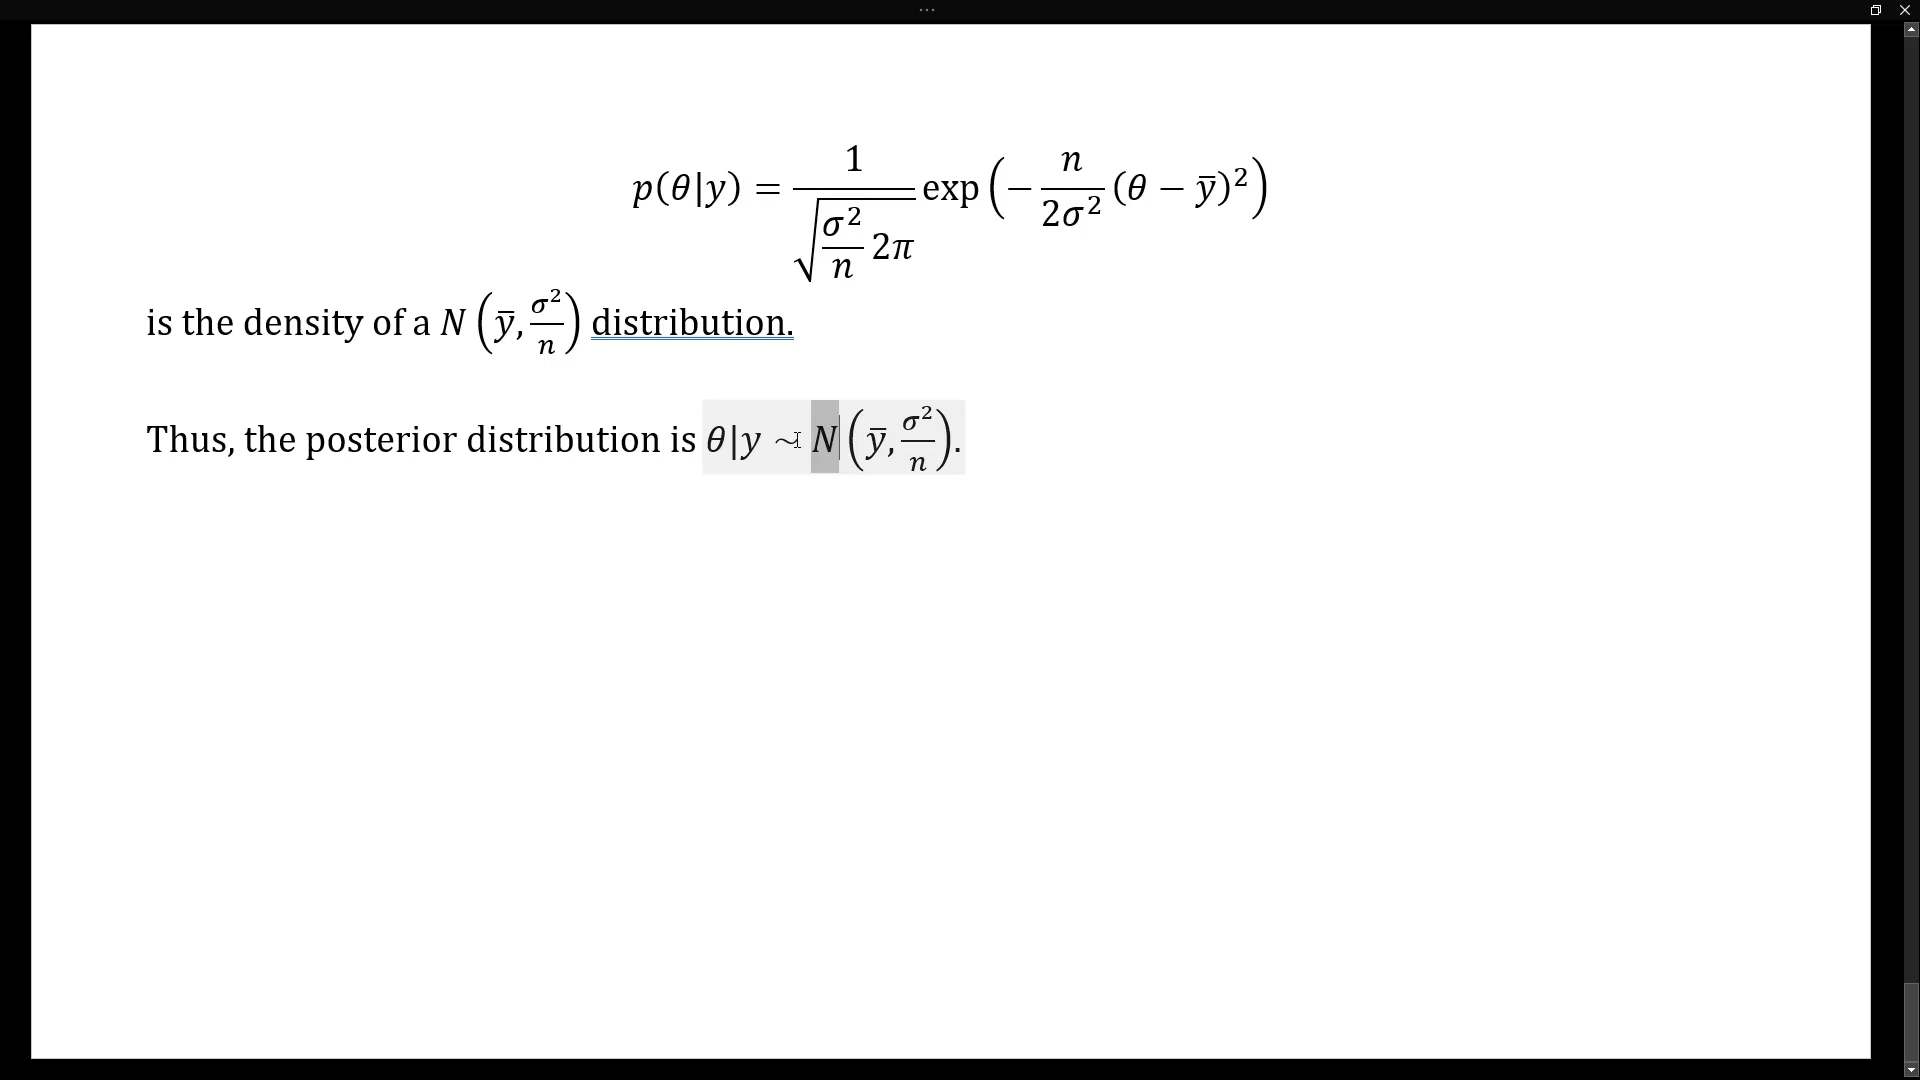 p(θ|y) = 1/√(σ²/n 2π) exp(−n/2σ² (θ − ȳ)²)
is the density of a N(ȳ, σ²/n) distribution.
Thus, the posterior distribution is θ|y ~ N(ȳ, σ²/n).